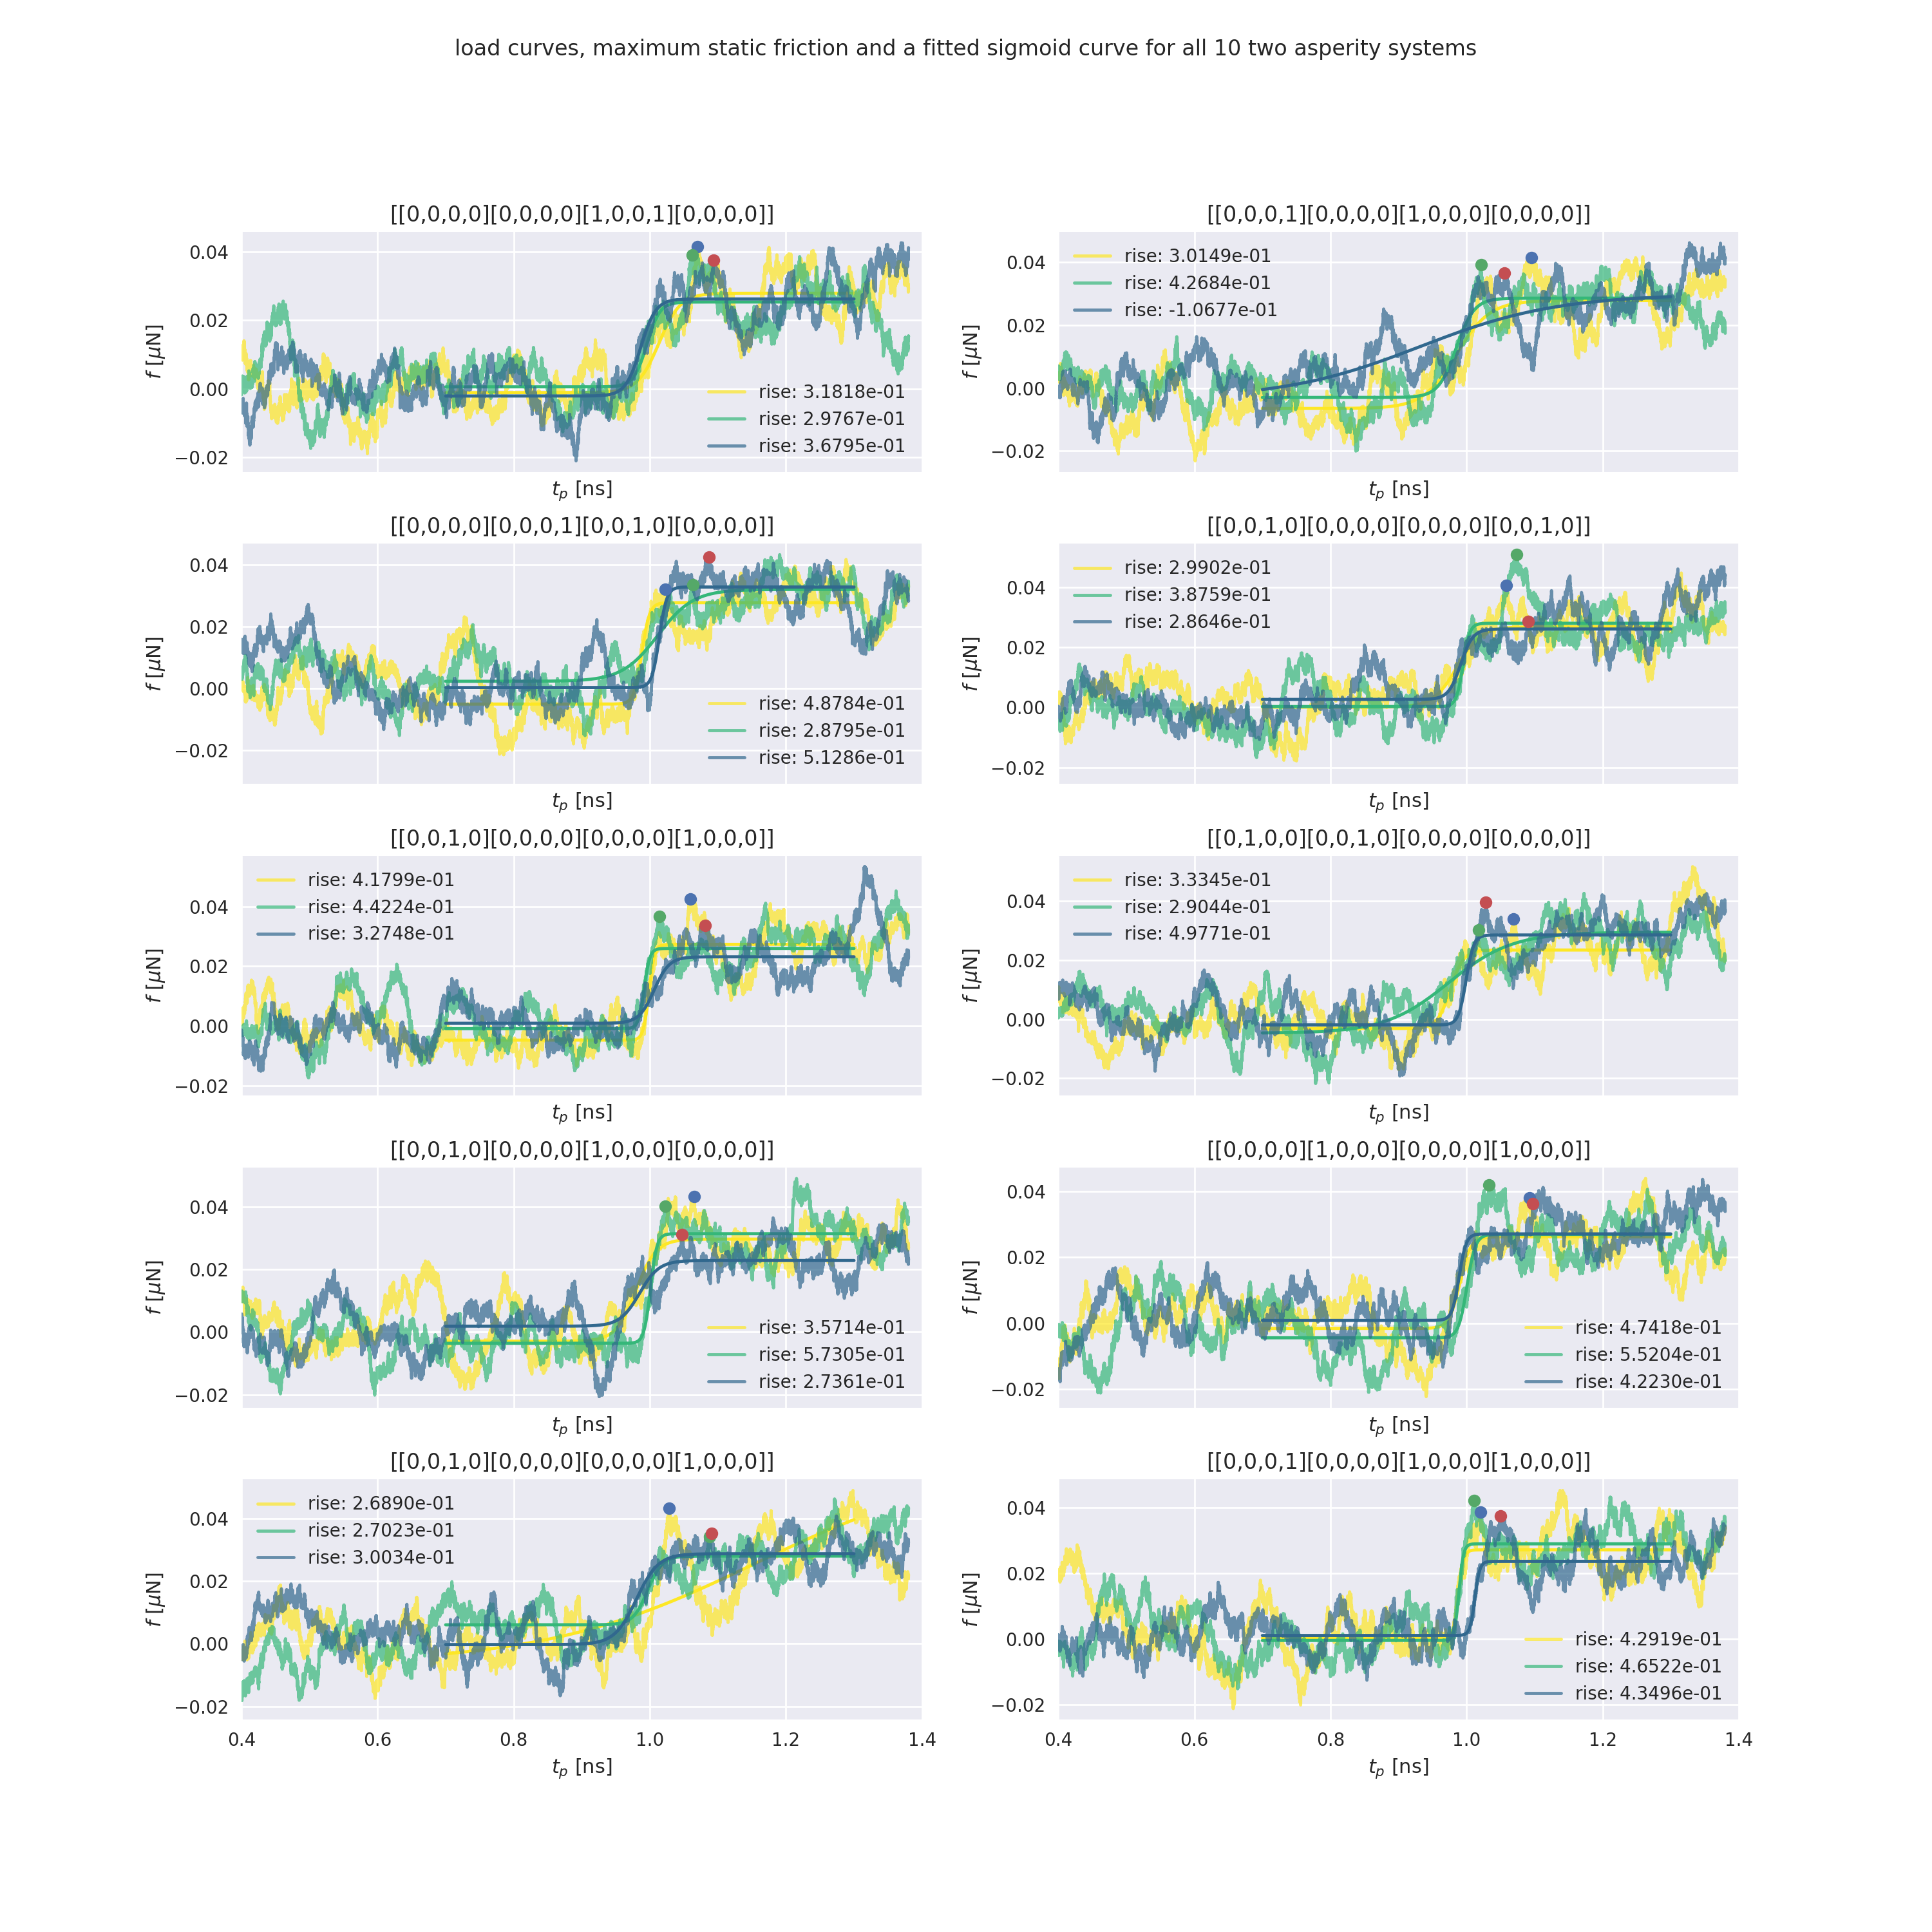 load curves, maximum static friction and a fitted sigmoid curve for all 10 two asperity systems
[[0,0,0,0][0,0,0,0][1,0,0,1][0,0,0,0]]
0.04
0.02
0.00
−0.02
f [μN]
rise: 3.1818e-01
rise: 2.9767e-01
rise: 3.6795e-01
t_p [ns]
[[0,0,0,1][0,0,0,0][1,0,0,0][0,0,0,0]]
0.04
0.02
0.00
−0.02
f [μN]
rise: 3.0149e-01
rise: 4.2684e-01
rise: -1.0677e-01
t_p [ns]
[[0,0,0,0][0,0,0,1][0,0,1,0][0,0,0,0]]
0.04
0.02
0.00
−0.02
f [μN]
rise: 4.8784e-01
rise: 2.8795e-01
rise: 5.1286e-01
t_p [ns]
[[0,0,1,0][0,0,0,0][0,0,0,0][0,0,1,0]]
0.04
0.02
0.00
−0.02
f [μN]
rise: 2.9902e-01
rise: 3.8759e-01
rise: 2.8646e-01
t_p [ns]
[[0,0,1,0][0,0,0,0][0,0,0,0][1,0,0,0]]
0.04
0.02
0.00
−0.02
f [μN]
rise: 4.1799e-01
rise: 4.4224e-01
rise: 3.2748e-01
t_p [ns]
[[0,1,0,0][0,0,1,0][0,0,0,0][0,0,0,0]]
0.04
0.02
0.00
−0.02
f [μN]
rise: 3.3345e-01
rise: 2.9044e-01
rise: 4.9771e-01
t_p [ns]
[[0,0,1,0][0,0,0,0][1,0,0,0][0,0,0,0]]
0.04
0.02
0.00
−0.02
f [μN]
rise: 3.5714e-01
rise: 5.7305e-01
rise: 2.7361e-01
t_p [ns]
[[0,0,0,0][1,0,0,0][0,0,0,0][1,0,0,0]]
0.04
0.02
0.00
−0.02
f [μN]
rise: 4.7418e-01
rise: 5.5204e-01
rise: 4.2230e-01
t_p [ns]
[[0,0,1,0][0,0,0,0][0,0,0,0][1,0,0,0]]
0.04
0.02
0.00
−0.02
f [μN]
rise: 2.6890e-01
rise: 2.7023e-01
rise: 3.0034e-01
0.4 0.6 0.8 1.0 1.2 1.4
t_p [ns]
[[0,0,0,1][0,0,0,0][1,0,0,0][1,0,0,0]]
0.04
0.02
0.00
−0.02
f [μN]
rise: 4.2919e-01
rise: 4.6522e-01
rise: 4.3496e-01
0.4 0.6 0.8 1.0 1.2 1.4
t_p [ns]